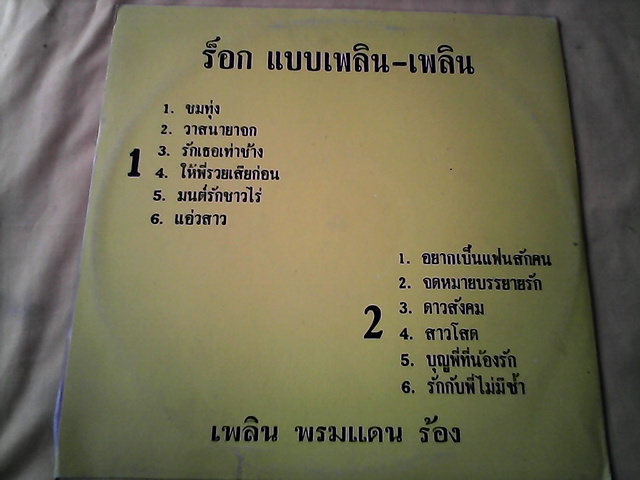 ร็อก แบบเพลิน-เพลิน
1
1. ชมทุ่ง
2. วาสนายาจก
3. รักเธอเท่าช้าง
4. ให้พี่รวยเสียก่อน
5. มนต์รักชาวไร่
6. แอ่วสาว
2
1. อยากเป็นแฟนสักคน
2. จดหมายบรรยายรัก
3. ดาวสังคม
4. สาวโสด
5. บุญพี่ที่น้องรัก
6. รักกับพี่ไม่มีช้ำ
เพลิน พรมแดน ร้อง